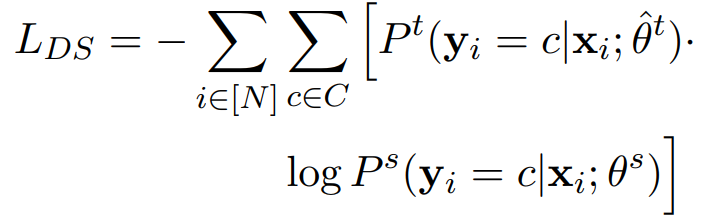 L_{DS} = - \sum_{i \in [N]} \sum_{c \in C} \Big[ P^t(\mathbf{y}_i = c | \mathbf{x}_i; \hat{\theta}^t) \cdot
\log P^s(\mathbf{y}_i = c | \mathbf{x}_i; \theta^s) \Big]